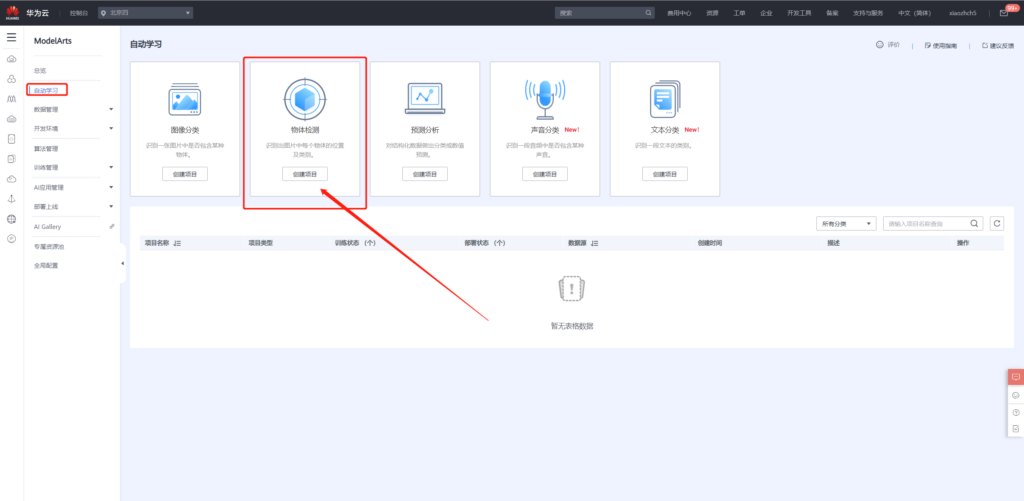 华为云
控制台
北京四
搜索
费用中心
资源
工单
企业
开发工具
备案
支持与服务
中文（简体）
xiaozhch5
99+
HUAWEI
ModelArts
总览
自动学习
数据管理
开发环境
算法管理
训练管理
AI应用管理
部署上线
AI Gallery
专属资源池
全局配置
自动学习
评价
使用指南
建议反馈
图像分类
识别一张图片中是否包含某种
物体。
创建项目
物体检测
识别出图片中每个物体的位置
及类别。
创建项目
预测分析
对结构化数据做出分类或数值
预测。
创建项目
声音分类 New!
识别一段音频中是否包含某种
声音。
创建项目
文本分类 New!
识别一段文本的类别。
创建项目
所有分类
请输入项目名称查询
项目名称 项目类型 训练状态（个） 部署状态（个） 数据源 创建时间 描述 操作
暂无表格数据